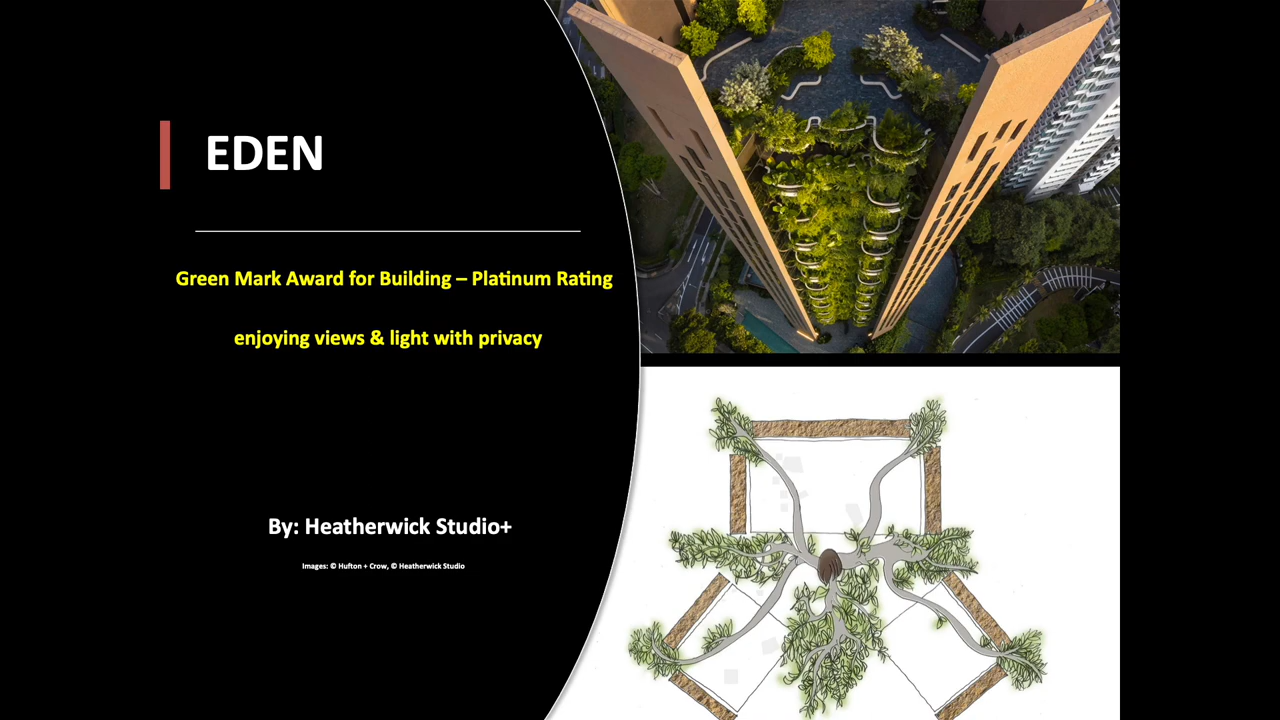 EDEN
Green Mark Award for Building – Platinum Rating
enjoying views & light with privacy
By: Heatherwick Studio+
Images: © Hufton + Crow, © Heatherwick Studio